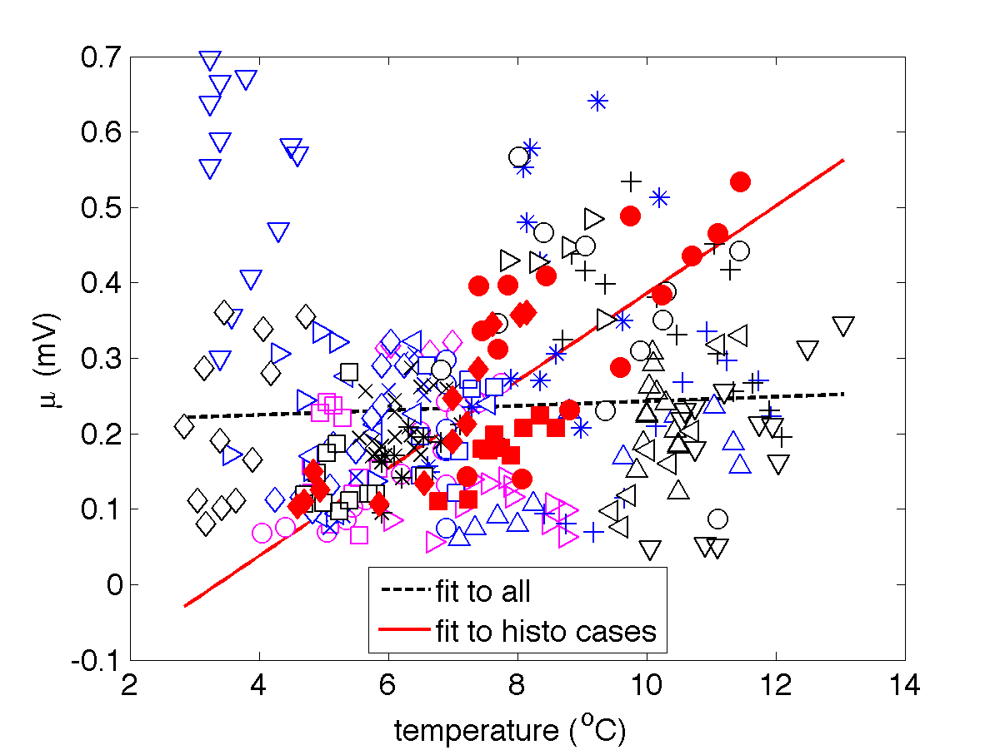 0.7
0.6
0.5
0.4
0.3
0.2
0.1
0
-0.1
μ (mV)
fit to all
fit to histo cases
2 4 6 8 10 12 14
temperature (°C)